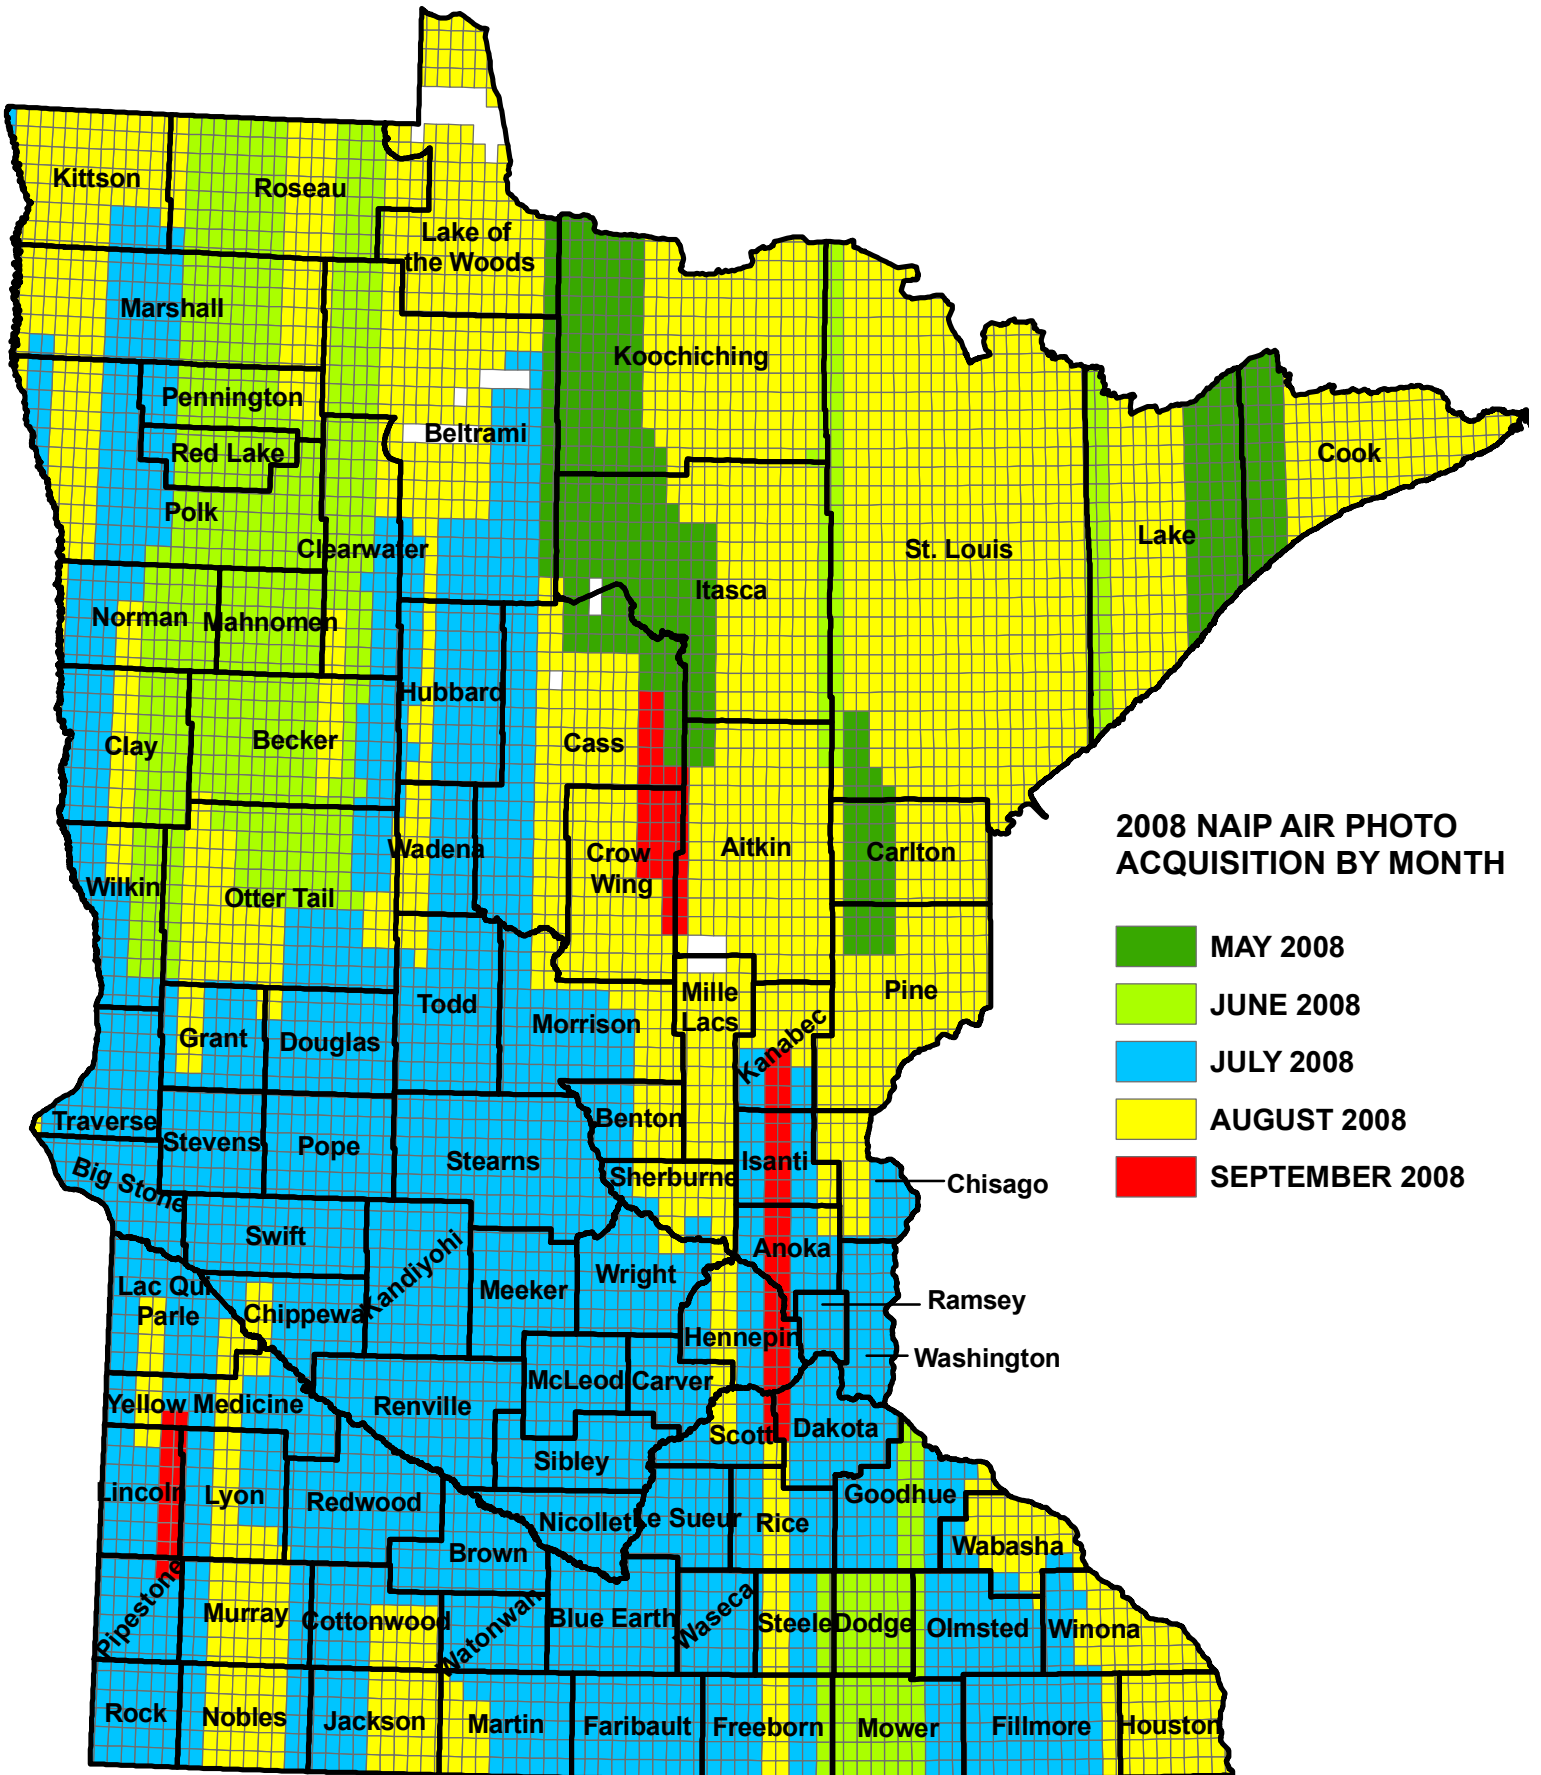 Kittson
Roseau
Lake of
the Woods
Marshall
Koochiching
Pennington
Beltrami
Red Lake
Cook
Polk
Clearwater
St. Louis
Lake
Itasca
Norman
Mahnomen
Hubbard
Clay
Becker
Cass
2008 NAIP AIR PHOTO
ACQUISITION BY MONTH
Wadena
Crow
Wing
Aitkin
Carlton
Wilkin
Otter Tail
MAY 2008
JUNE 2008
JULY 2008
AUGUST 2008
SEPTEMBER 2008
Todd
Mille
Lacs
Pine
Grant
Douglas
Morrison
Kanabec
Traverse
Stevens
Pope
Stearns
Benton
Isanti
Big Stone
Sherburne
Chisago
Swift
Kandiyohi
Anoka
Lac Qui
Parle
Chippewa
Meeker
Wright
Ramsey
Hennepin
Washington
Yellow Medicine
Renville
McLeod
Carver
Scott
Dakota
Sibley
Lincoln
Lyon
Redwood
Nicollet
Le Sueur
Rice
Goodhue
Wabasha
Brown
Pipestone
Murray
Cottonwood
Watonwan
Blue Earth
Waseca
Steele
Dodge
Olmsted
Winona
Rock
Nobles
Jackson
Martin
Faribault
Freeborn
Mower
Fillmore
Houston